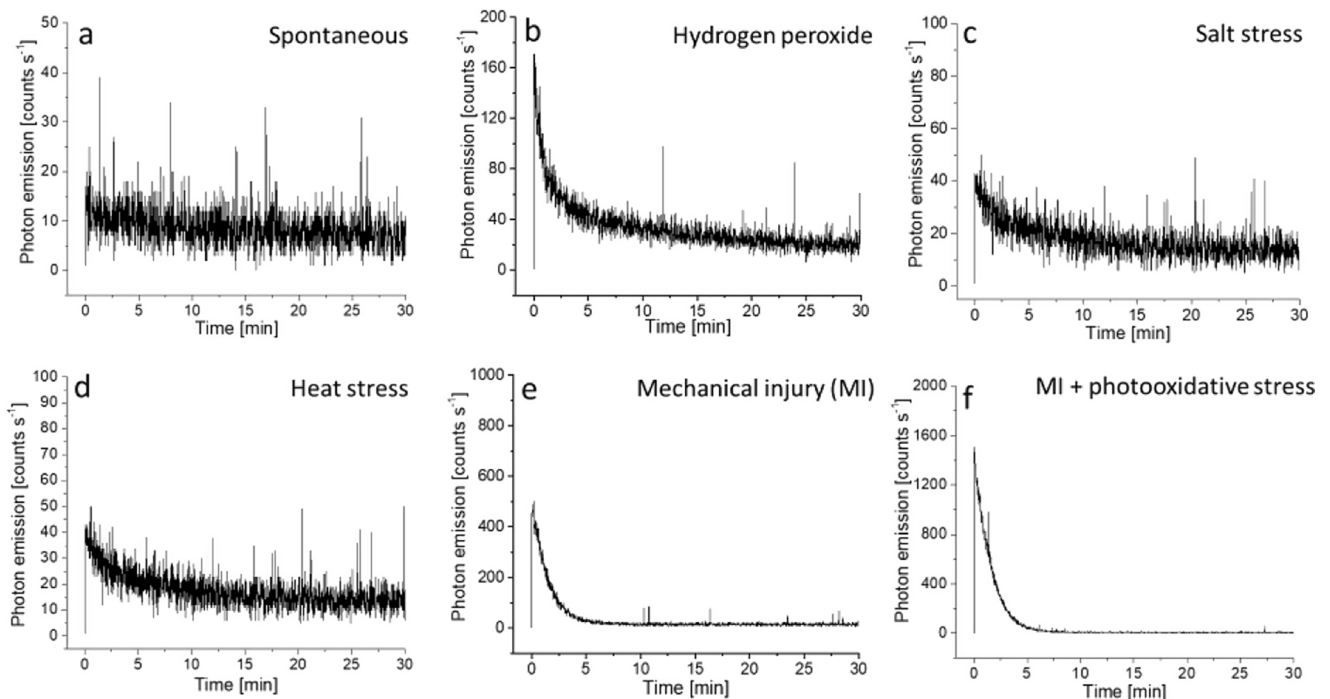 a Spontaneous
Photon emission [counts s⁻¹]
50
40
30
20
10
0
0 5 10 15 20 25 30
Time [min]
b Hydrogen peroxide
Photon emission [counts s⁻¹]
200
160
120
80
40
0
0 5 10 15 20 25 30
Time [min]
c Salt stress
Photon emission [counts s⁻¹]
100
80
60
40
20
0
0 5 10 15 20 25 30
Time [min]
d Heat stress
Photon emission [counts s⁻¹]
100
90
80
70
60
50
40
30
20
10
0
0 5 10 15 20 25 30
Time [min]
e Mechanical injury (MI)
Photon emission [counts s⁻¹]
1000
800
600
400
200
0
0 5 10 15 20 25 30
Time [min]
f MI + photooxidative stress
Photon emission [counts s⁻¹]
2000
1600
1200
800
400
0
0 5 10 15 20 25 30
Time [min]